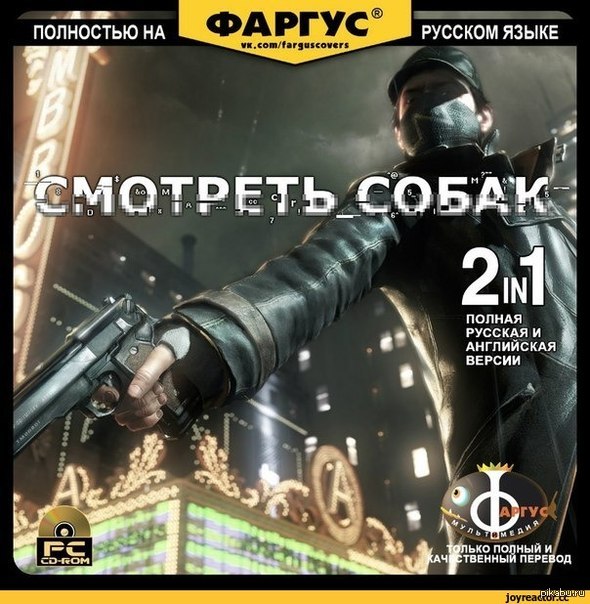 ПОЛНОСТЬЮ НА
ФАРГУС®
РУССКОМ ЯЗЫКЕ
vk.com/farguscovers
СМОТРЕТЬ_СОБАК
2IN1
ПОЛНАЯ
РУССКАЯ И
АНГЛИЙСКАЯ
ВЕРСИИ
ФАРГУС
МУЛЬТИМЕДИЯ
ТОЛЬКО ПОЛНЫЙ И
КАЧЕСТВЕННЫЙ ПЕРЕВОД
PC
CD-ROM
pikabu.ru
joyreactor.cc